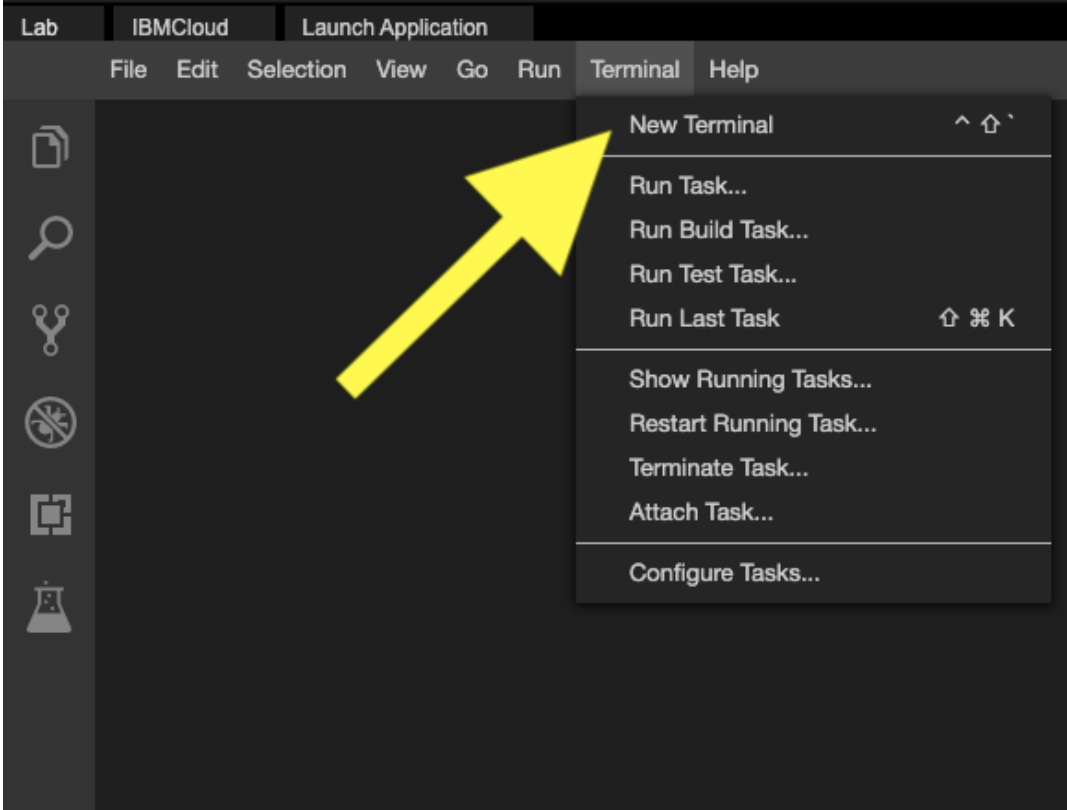 Lab IBMCloud Launch Application
File Edit Selection View Go Run Terminal Help
New Terminal ^ ⇧ `
Run Task...
Run Build Task...
Run Test Task...
Run Last Task ⇧ ⌘ K
Show Running Tasks...
Restart Running Task...
Terminate Task...
Attach Task...
Configure Tasks...